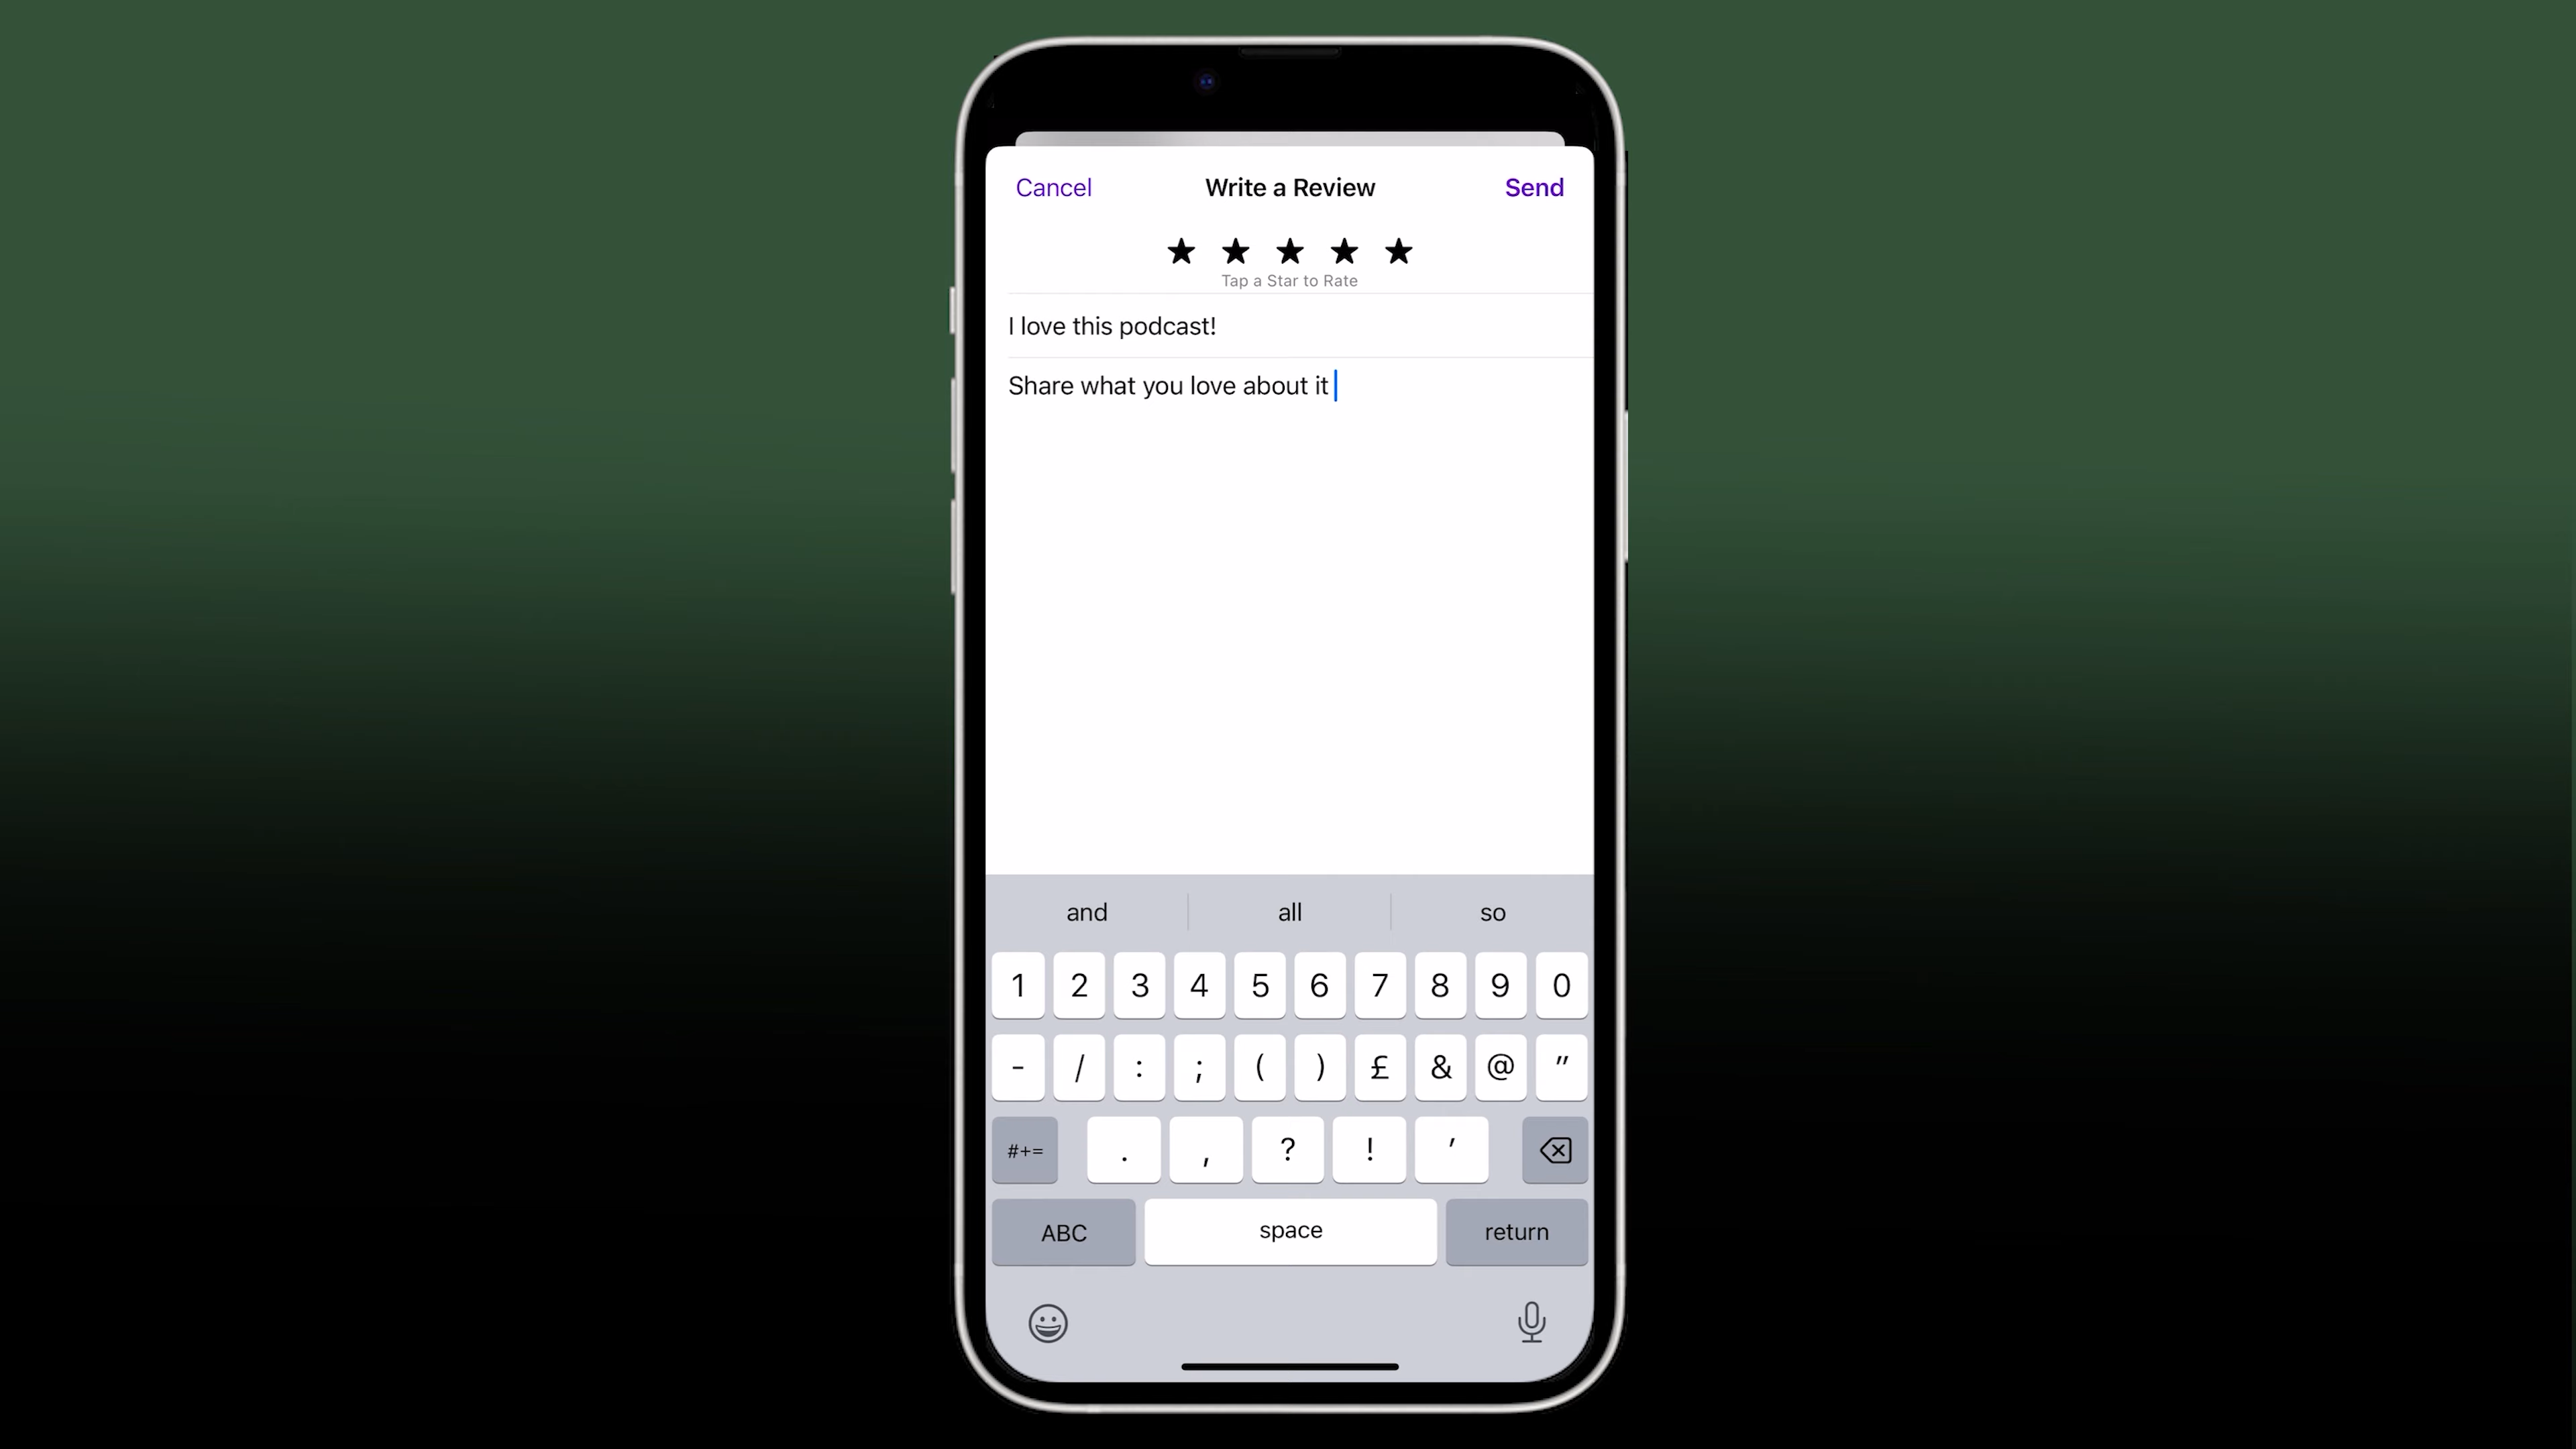 Cancel Write a Review Send
★ ★ ★ ★ ★
Tap a Star to Rate
I love this podcast!
Share what you love about it
and all so
1 2 3 4 5 6 7 8 9 0
- / : ; ( ) £ & @ "
#+= . , ? ! '
ABC space return